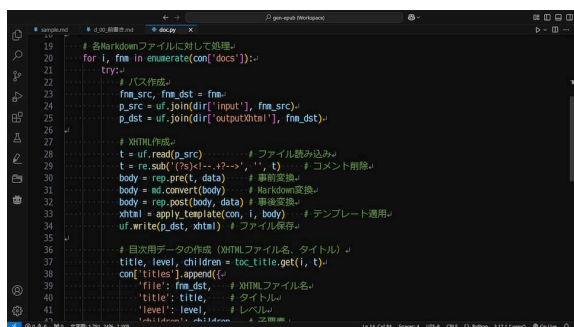 gen-epub (Workspace)
sample.md d_00_前書き.md doc.py ×
19 # 各Markdownファイルに対して処理
20 for i, fnm in enumerate(con['docs']):
21 try:
22 # パス作成
23 fnm_src, fnm_dst = fnm
24 p_src = uf.join(dir['input'], fnm_src)
25 p_dst = uf.join(dir['outputXhtml'], fnm_dst)
26
27 # XHTML作成
28 t = uf.read(p_src) # ファイル読み込み
29 t = re.sub('(?s)<!--.+?-->', '', t) # コメント削除
30 body = rep.pre(t, data) # 事前変換
31 body = md.convert(body) # Markdown変換
32 body = rep.post(body, data) # 事後変換
33 xhtml = apply_template(con, i, body) # テンプレート適用
34 uf.write(p_dst, xhtml) # ファイル保存
35
36 # 目次用データの作成（XHTMLファイル名、タイトル）
37 title, level, children = toc_title.get(i, t)
38 con['titles'].append({
39 'file': fnm_dst, # XHTMLファイル名
40 'title': title, # タイトル
41 'level': level, # レベル
42 'children': children # 子要素